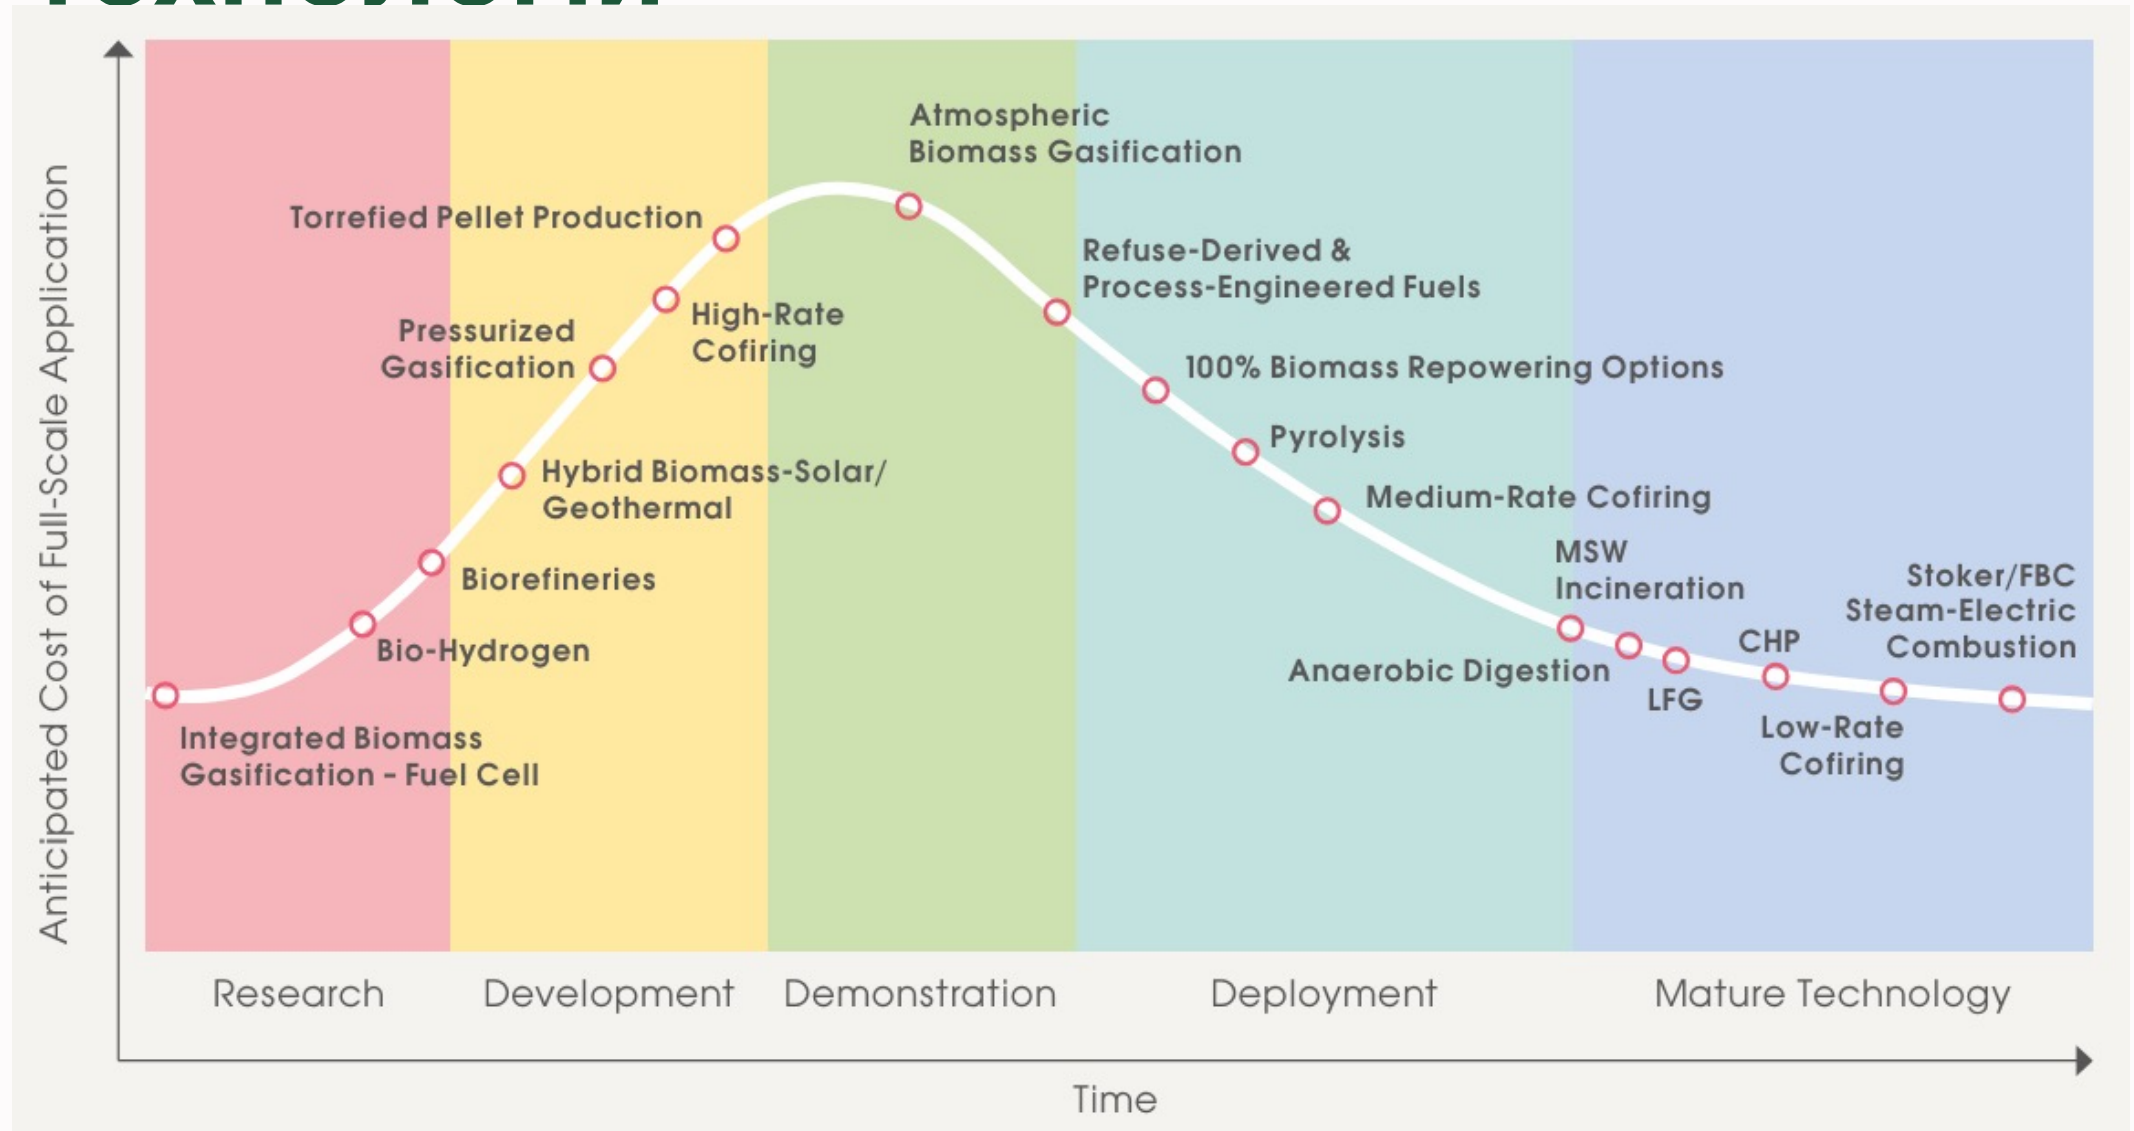 Anticipated Cost of Full-Scale Application
Atmospheric
Biomass Gasification
Torrefied Pellet Production
Refuse-Derived &
Process-Engineered Fuels
High-Rate
Cofiring
Pressurized
Gasification
100% Biomass Repowering Options
Pyrolysis
Hybrid Biomass-Solar/
Geothermal
Medium-Rate Cofiring
MSW
Incineration
Stoker/FBC
Steam-Electric
Combustion
Biorefineries
Bio-Hydrogen
CHP
Anaerobic Digestion
LFG
Low-Rate
Cofiring
Integrated Biomass
Gasification – Fuel Cell
Research
Development
Demonstration
Deployment
Mature Technology
Time